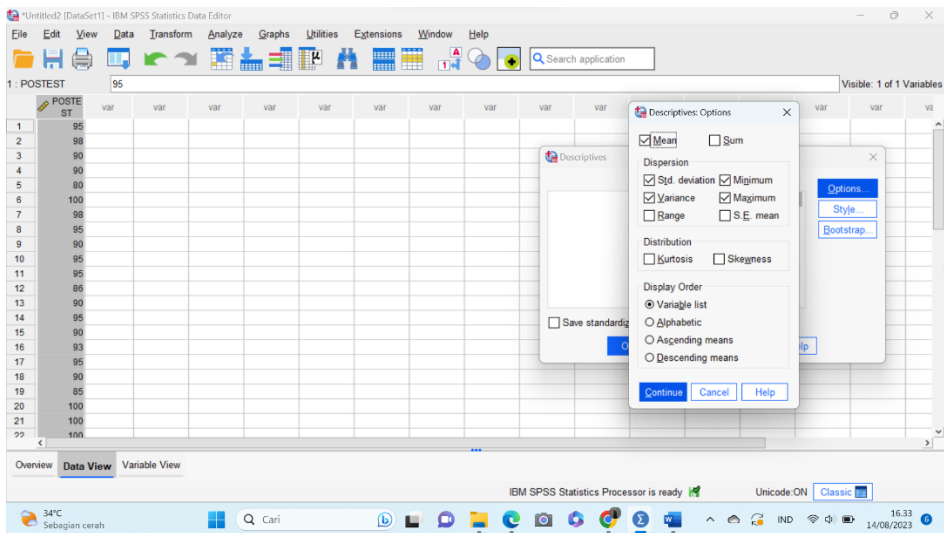 *Untitled2 [DataSet1] - IBM SPSS Statistics Data Editor
File Edit View Data Transform Analyze Graphs Utilities Extensions Window Help
Search application
1 : POSTEST 95 Visible: 1 of 1 Variables
POSTEST var var var var var var var var var var var var
1 95
2 98
3 90
4 90
5 80
6 100
7 98
8 95
9 90
10 95
11 95
12 86
13 90
14 95
15 90
16 93
17 95
18 90
19 85
20 100
21 100
22 100
Descriptives
Options...
Style...
Bootstrap...
Save standardiz
Descriptives: Options
Mean Sum
Dispersion
Std. deviation Minimum
Variance Maximum
Range S.E. mean
Distribution
Kurtosis Skewness
Display Order
Variable list
Alphabetic
Ascending means
Descending means
Continue Cancel Help
Overview Data View Variable View
IBM SPSS Statistics Processor is ready Unicode:ON Classic
34°C
Sebagian cerah
Cari
IND
16.33
14/08/2023
6